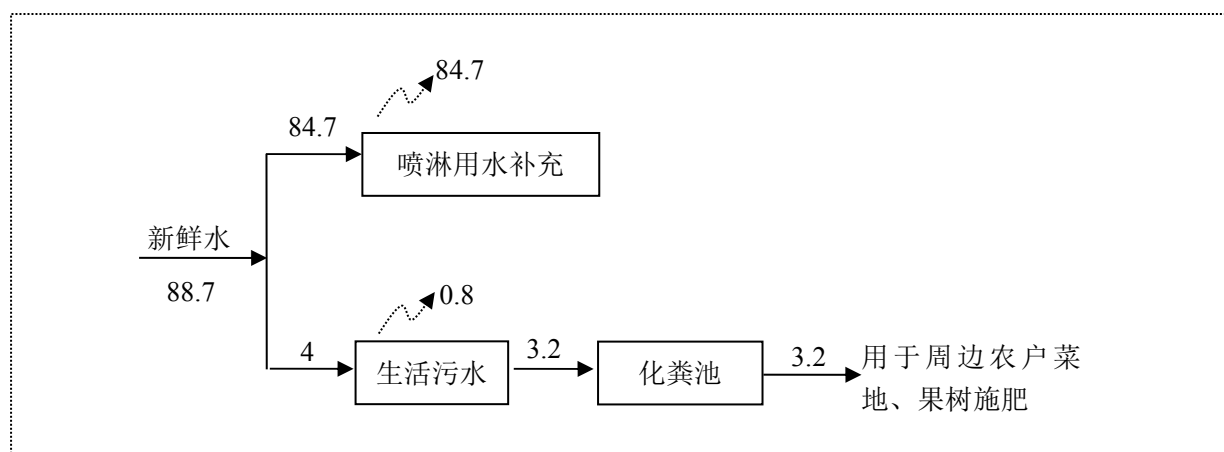 84.7
84.7
喷淋用水补充
新鲜水
88.7
0.8
4
生活污水
3.2
化粪池
3.2
用于周边农户菜
地、果树施肥